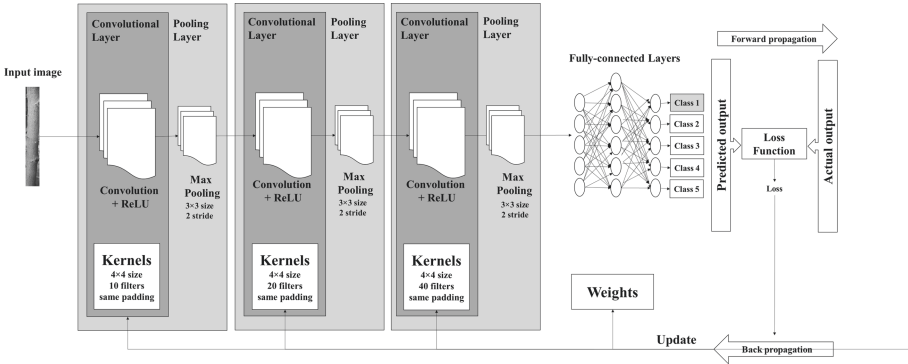 Input image
Convolutional
Layer
Pooling
Layer
Convolution
+ ReLU
Max
Pooling
3×3 size
2 stride
Kernels
4×4 size
10 filters
same padding
Convolutional
Layer
Pooling
Layer
Convolution
+ ReLU
Max
Pooling
3×3 size
2 stride
Kernels
4×4 size
20 filters
same padding
Convolutional
Layer
Pooling
Layer
Convolution
+ ReLU
Max
Pooling
3×3 size
2 stride
Kernels
4×4 size
40 filters
same padding
Fully-connected Layers
Class 1
Class 2
Class 3
Class 4
Class 5
Forward propagation
Predicted output
Loss
Function
Actual output
Loss
Weights
Update
Back propagation